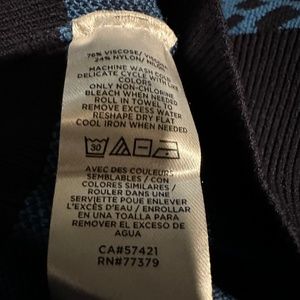 76% VISCOSE/
24% NYLON/
MACHINE WASH COLD
DELICATE CYCLE WITH
COLORS WITH LIKE
ONLY NON-CHLORINE
BLEACH WHEN NEEDED
ROLL IN TOWEL TO
REMOVE EXCESS WATER
RESHAPE DRY FLAT
COOL IRON WHEN NEEDED
30
AVEC DES COULEURS
SEMBLABLES / CON
COLORES SIMILARES /
ROULER DANS UNE
SERVIETTE POUR ENLEVER
L'EXCÈS D'EAU / ENROLLAR
EN UNA TOALLA PARA
REMOVER EL EXCESO DE
AGUA
CA#57421
RN#77379